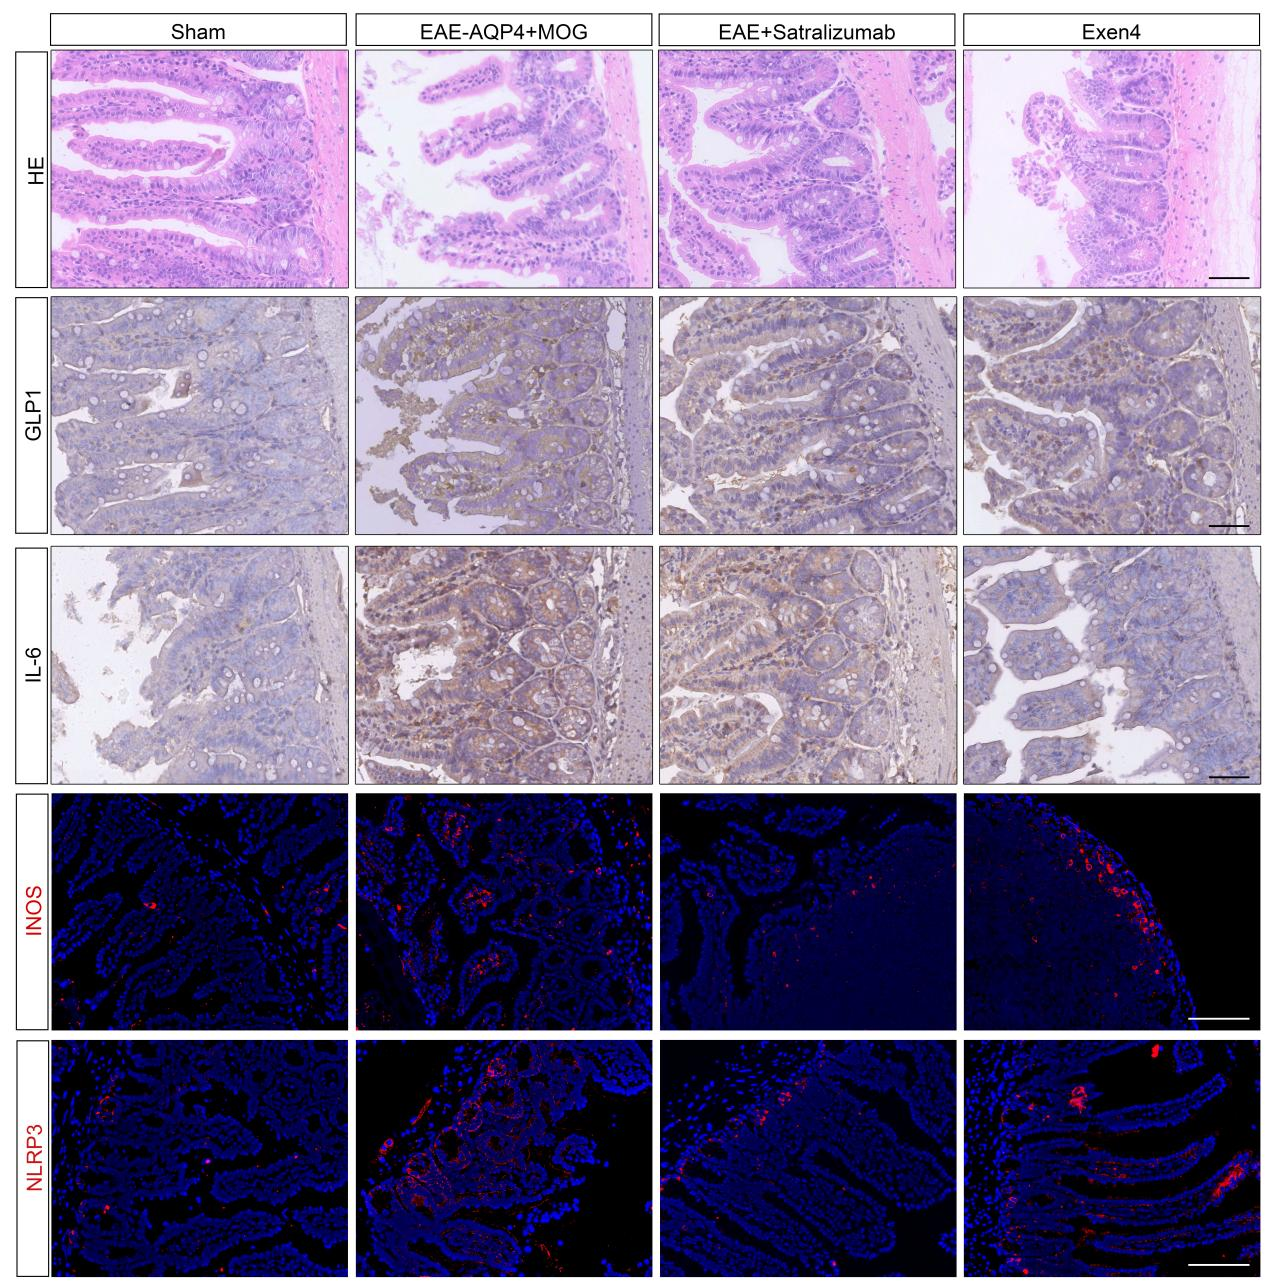 Sham
EAE-AQP4+MOG
EAE+Satralizumab
Exen4
HE
GLP1
IL-6
INOS
NLRP3